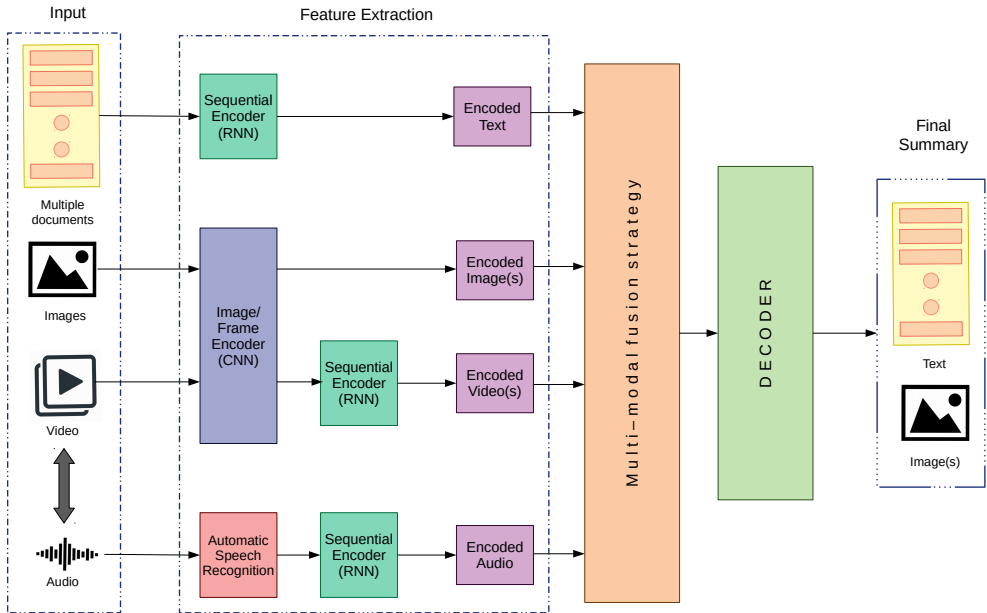 Input
Feature Extraction
Multiple
documents
Images
Video
Audio
Sequential
Encoder
(RNN)
Encoded
Text
Image/
Frame
Encoder
(CNN)
Encoded
Image(s)
Sequential
Encoder
(RNN)
Encoded
Video(s)
Automatic
Speech
Recognition
Sequential
Encoder
(RNN)
Encoded
Audio
Multi–modal fusion strategy
DECODER
Final
Summary
Text
Image(s)